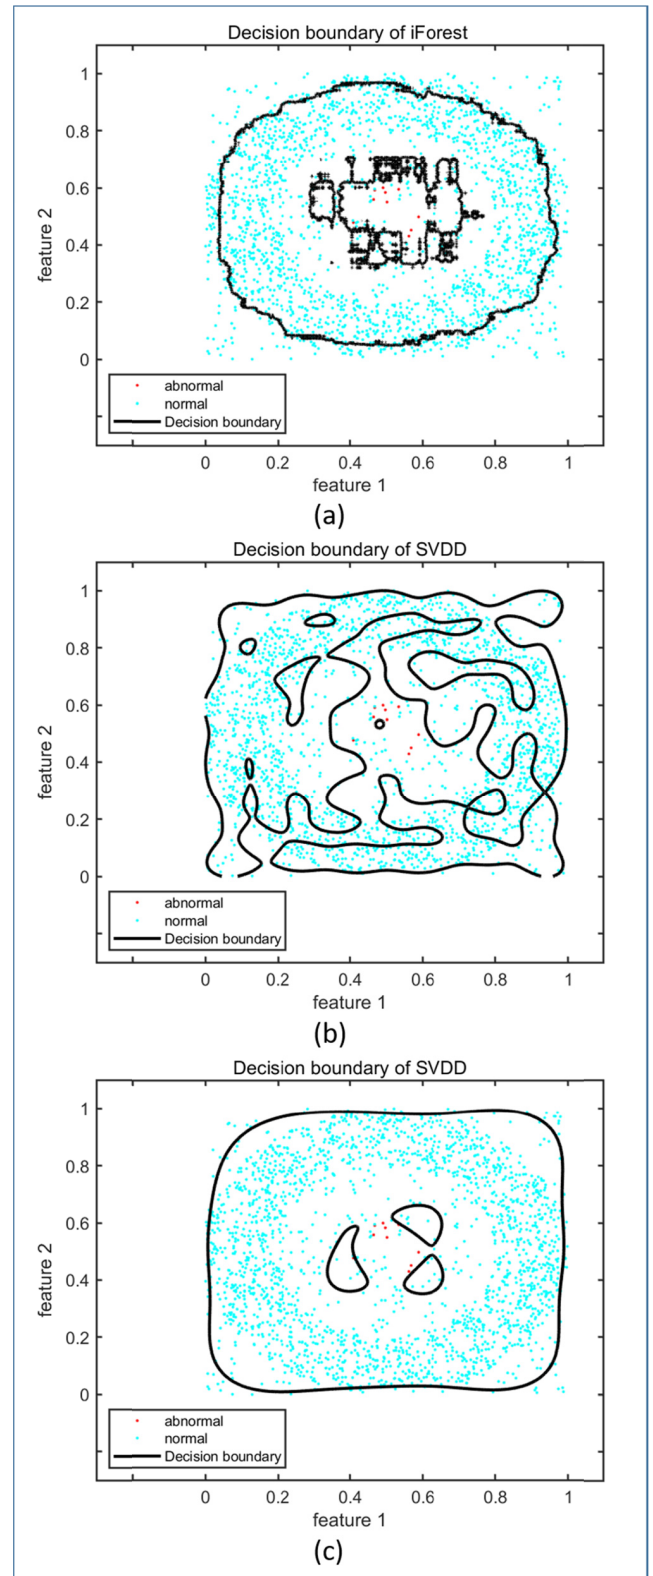 Decision boundary of iForest
1
0.8
0.6
0.4
0.2
0
feature 2
abnormal
normal
Decision boundary
0 0.2 0.4 0.6 0.8 1
feature 1
(a)
Decision boundary of SVDD
1
0.8
0.6
0.4
0.2
0
feature 2
abnormal
normal
Decision boundary
0 0.2 0.4 0.6 0.8 1
feature 1
(b)
Decision boundary of SVDD
1
0.8
0.6
0.4
0.2
0
feature 2
abnormal
normal
Decision boundary
0 0.2 0.4 0.6 0.8 1
feature 1
(c)